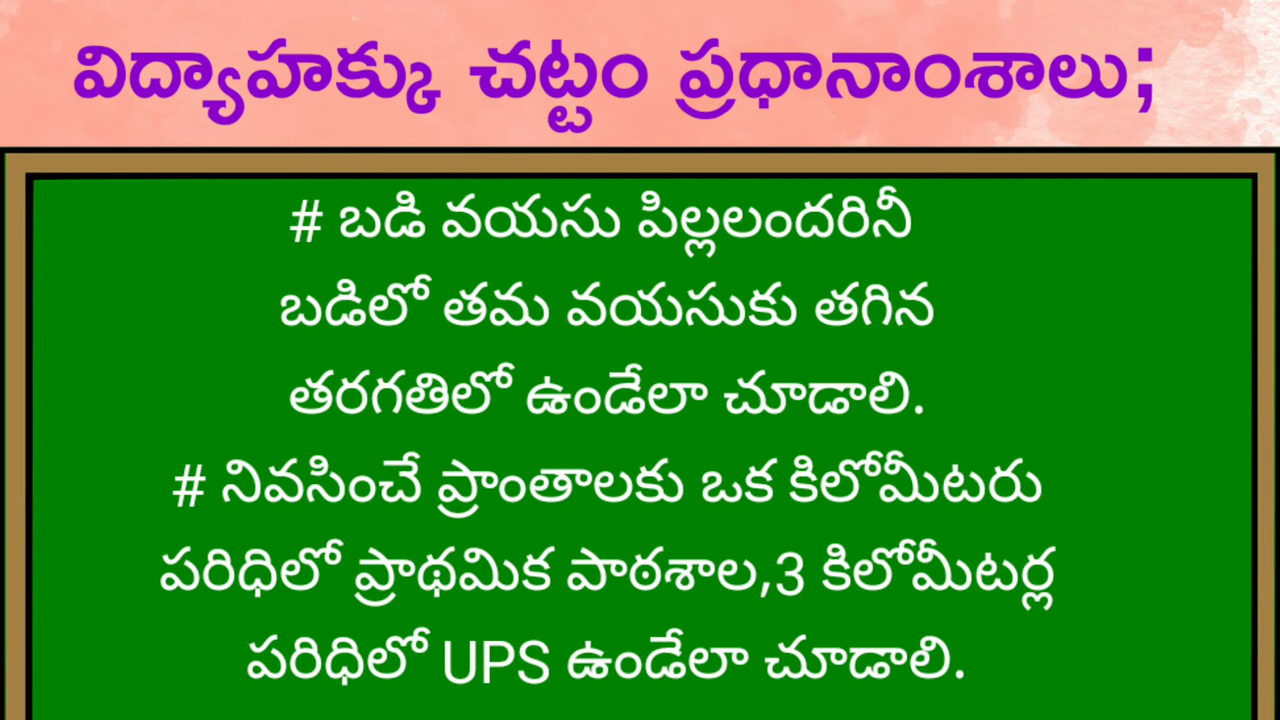 విద్యాహక్కు చట్టం ప్రధానాంశాలు;
# బడి వయసు పిల్లలందరినీ
బడిలో తమ వయసుకు తగిన
తరగతిలో ఉండేలా చూడాలి.
# నివసించే ప్రాంతాలకు ఒక కిలోమీటరు
పరిధిలో ప్రాథమిక పాఠశాల,3 కిలోమీటర్ల
పరిధిలో UPS ఉండేలా చూడాలి.